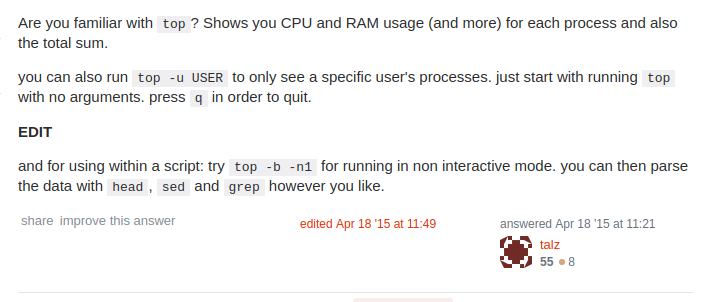 Are you familiar with top ? Shows you CPU and RAM usage (and more) for each process and also
the total sum.
you can also run top -u USER to only see a specific user's processes. just start with running top
with no arguments. press q in order to quit.
EDIT
and for using within a script: try top -b -n1 for running in non interactive mode. you can then parse
the data with head , sed and grep however you like.
share improve this answer
edited Apr 18 '15 at 11:49
answered Apr 18 '15 at 11:21
talz
55 ● 8